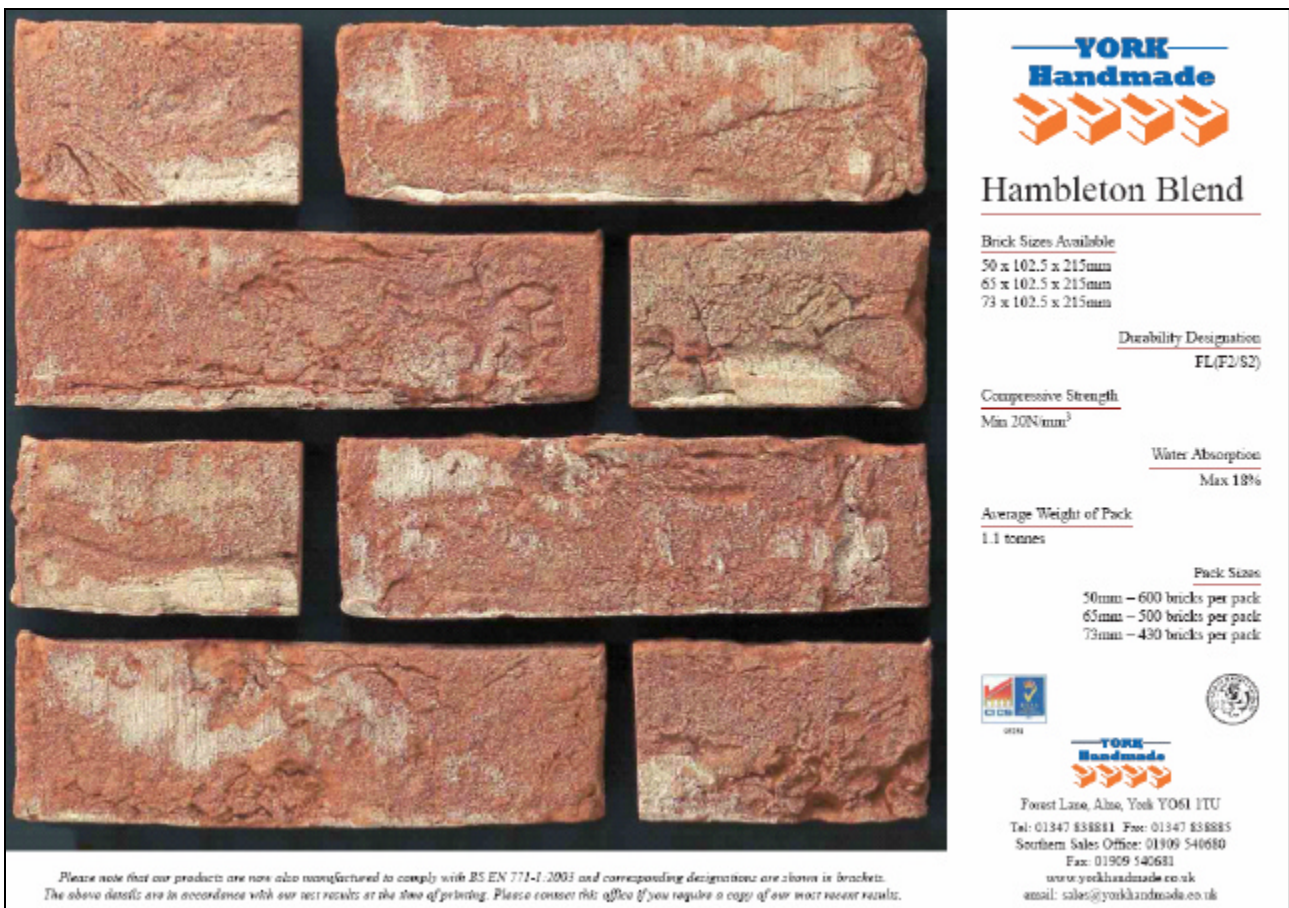 YORK
Handmade
Hambleton Blend
Brick Sizes Available
50 x 102.5 x 215mm
65 x 102.5 x 215mm
73 x 102.5 x 215mm
Durability Designation
FL(F2/S2)
Compressive Strength
Min 20N/mm³
Water Absorption
Max 18%
Average Weight of Pack
1.1 tonnes
Pack Sizes
50mm – 600 bricks per pack
65mm – 500 bricks per pack
73mm – 430 bricks per pack
YORK
Handmade
Forest Lane, Alne, York YO61 1TU
Tel: 01347 838881 Fax: 01347 838885
Southern Sales Office: 01909 540680
Fax: 01909 540681
www.yorkhandmade.co.uk
email: sales@yorkhandmade.co.uk
Please note that our products are now also manufactured to comply with BS EN 771-1:2003 and corresponding designations are shown in brackets.
The above details are in accordance with our test results at the time of printing. Please contact this office if you require a copy of our most recent results.